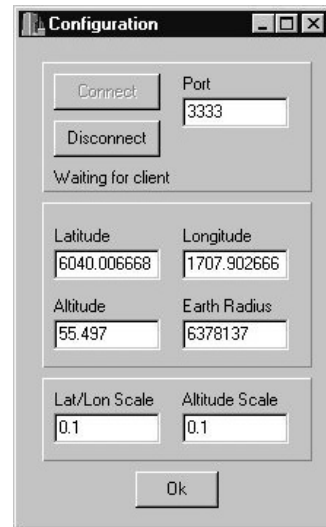 Configuration
Connect
Port
3333
Disconnect
Waiting for client
Latitude
Longitude
6040.006668
1707.902666
Altitude
Earth Radius
55.497
6378137
Lat/Lon Scale
Altitude Scale
0.1
0.1
Ok